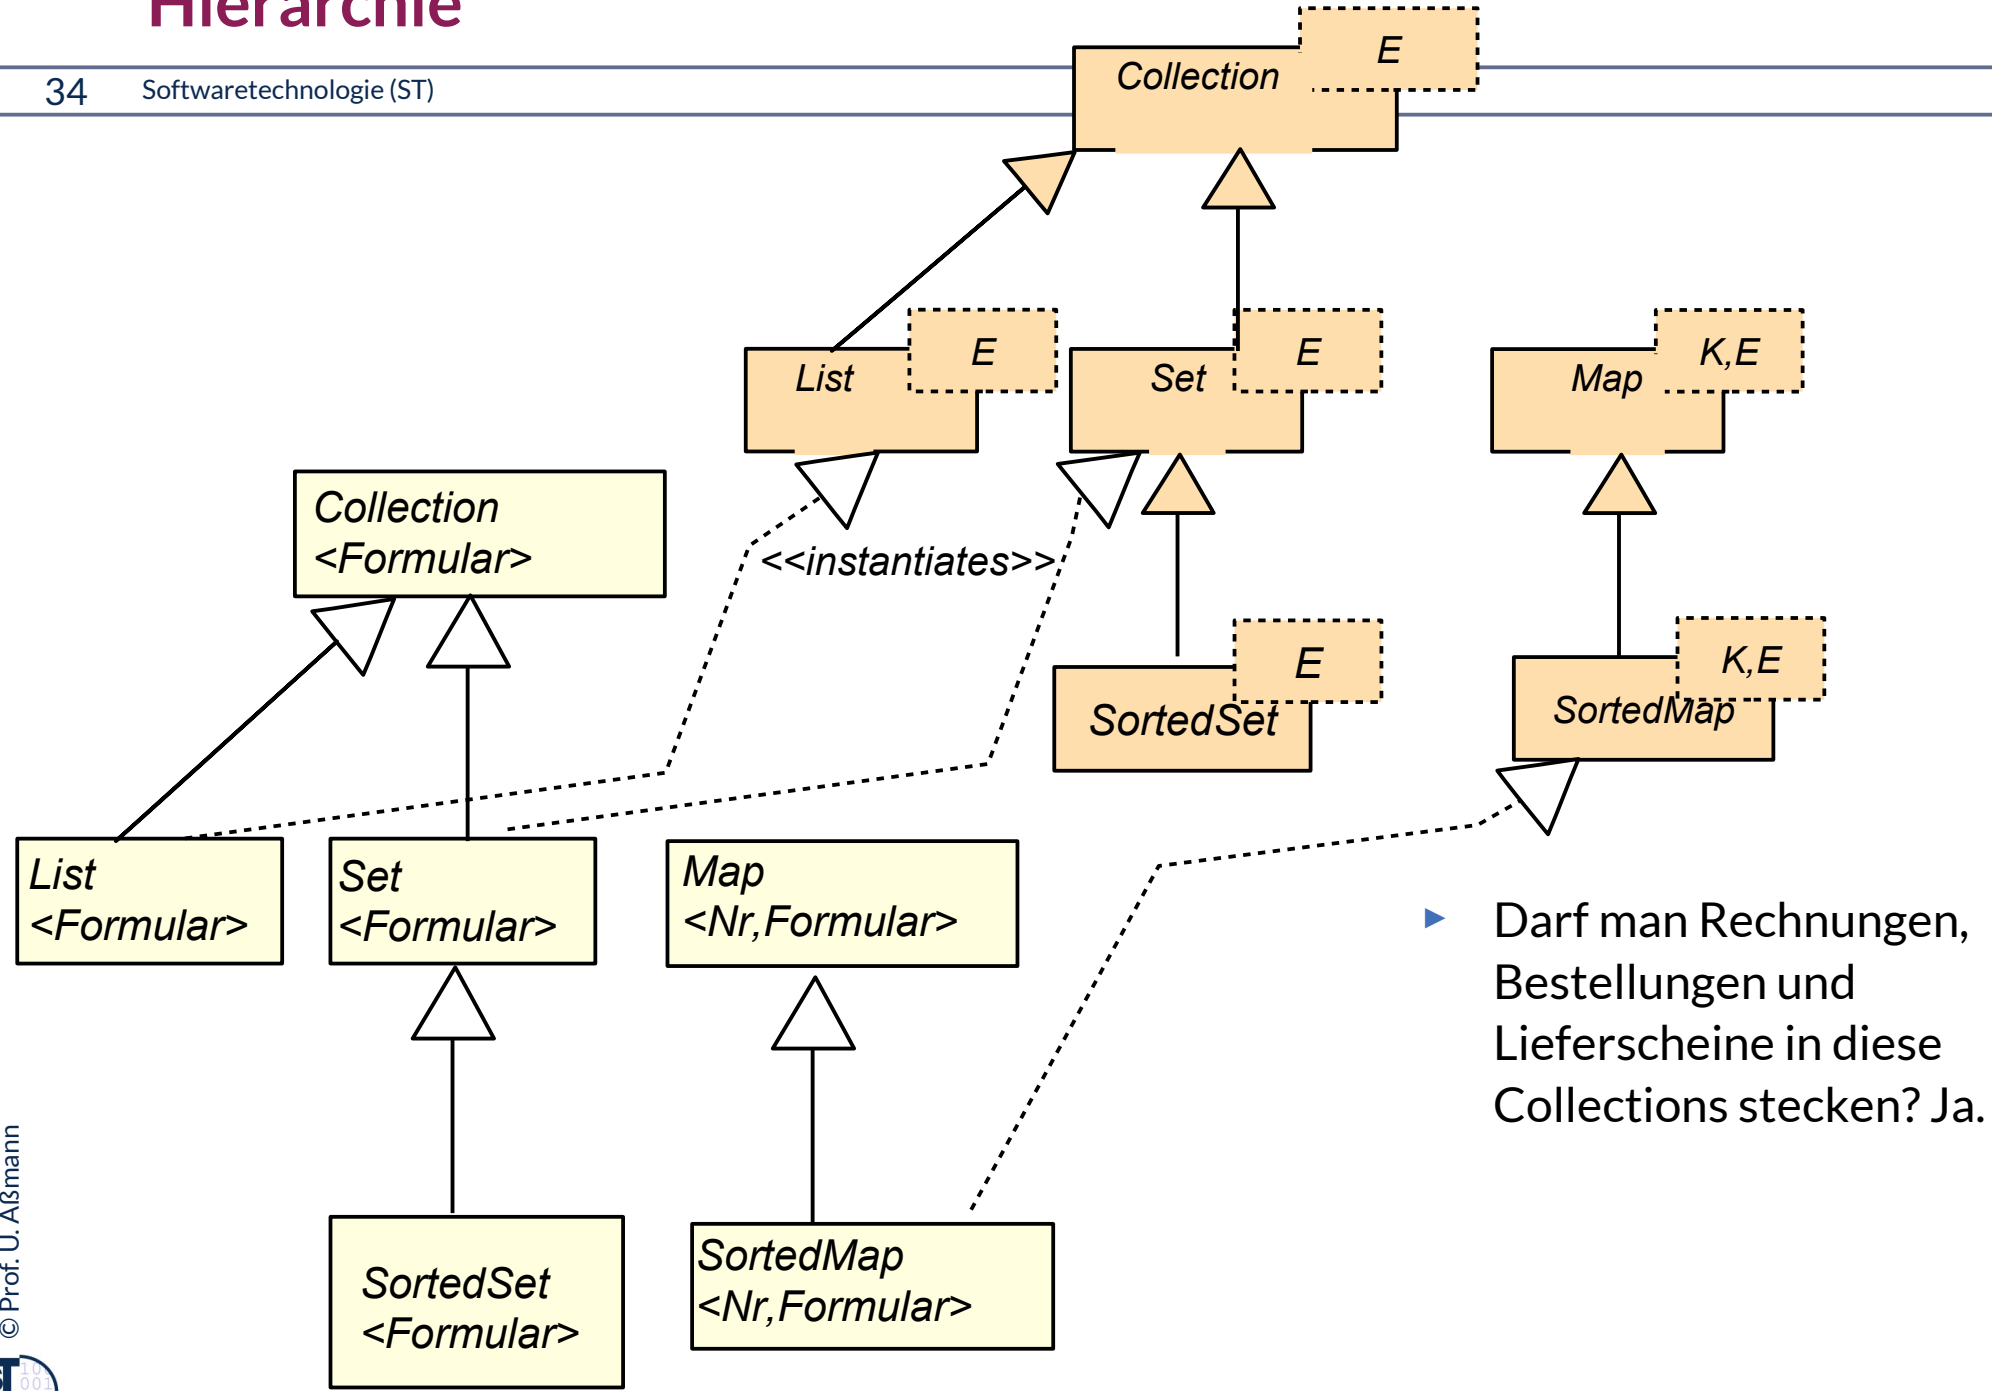 Hierarchie
34 Softwaretechnologie (ST)
E
Collection
E
List
E
Set
K,E
Map
Collection
<Formular>
<<instantiates>>
E
SortedSet
K,E
SortedMap
List
<Formular>
Set
<Formular>
Map
<Nr,Formular>
Darf man Rechnungen,
Bestellungen und
Lieferscheine in diese
Collections stecken? Ja.
SortedSet
<Formular>
SortedMap
<Nr,Formular>
© Prof. U. Aßmann